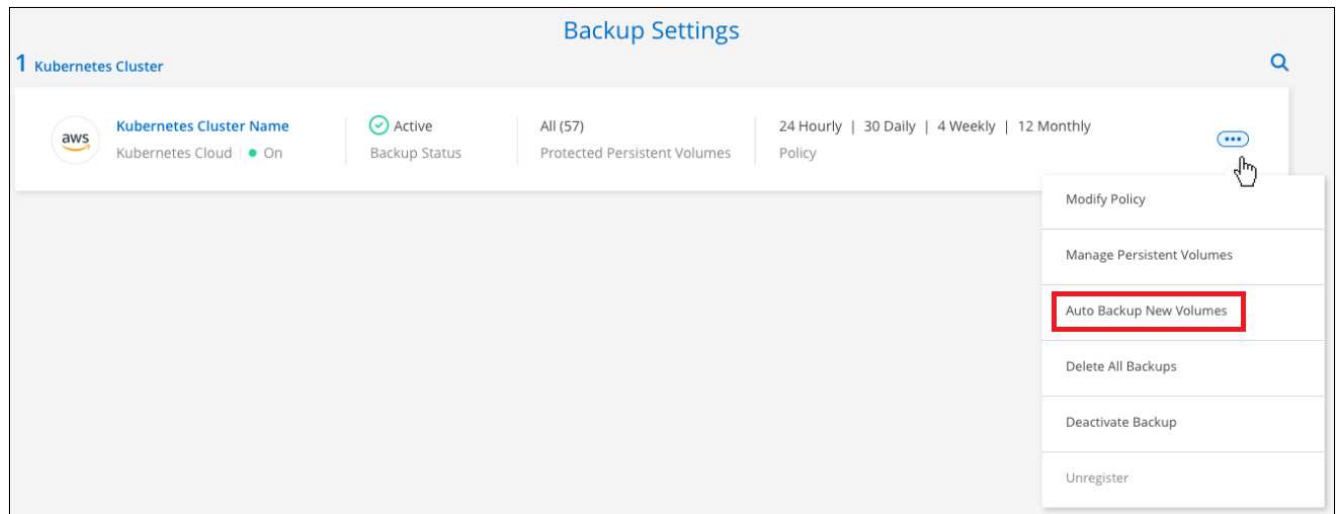 Backup Settings
1 Kubernetes Cluster
aws
Kubernetes Cluster Name
Active
All (57)
24 Hourly | 30 Daily | 4 Weekly | 12 Monthly
Kubernetes Cloud
On
Backup Status
Protected Persistent Volumes
Policy
Modify Policy
Manage Persistent Volumes
Auto Backup New Volumes
Delete All Backups
Deactivate Backup
Unregister